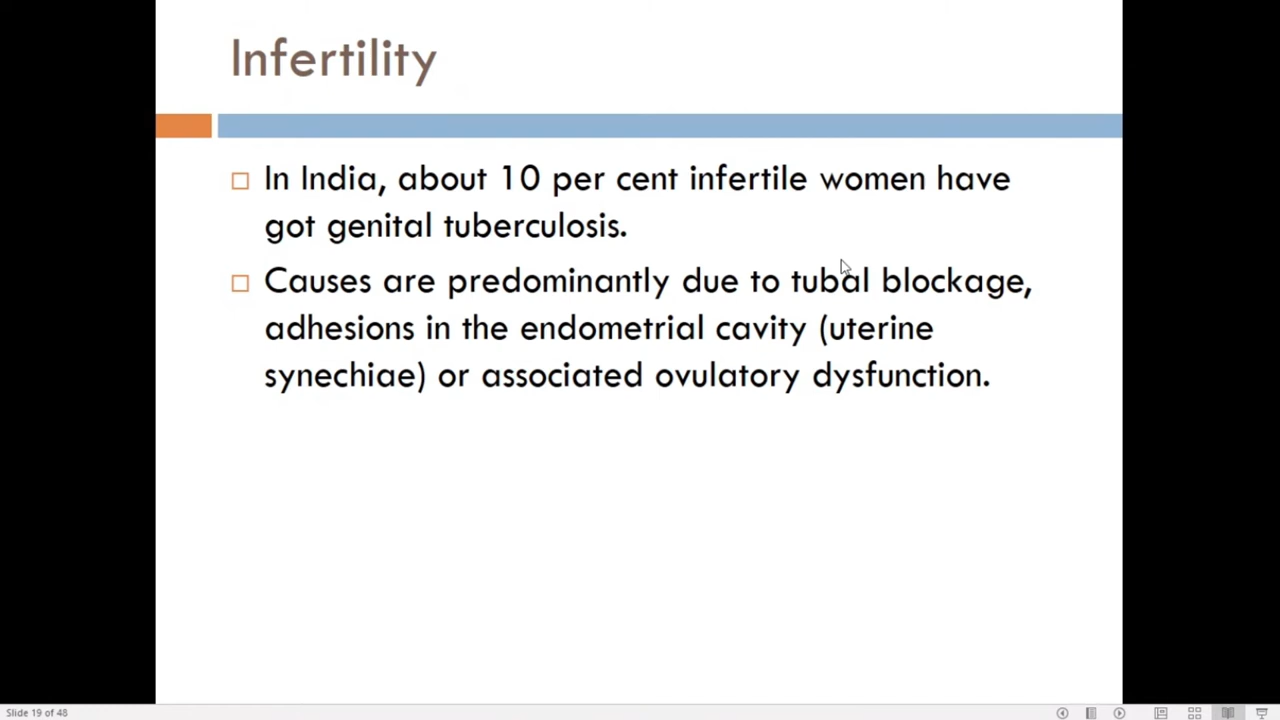 Infertility
In India, about 10 per cent infertile women have
got genital tuberculosis.
Causes are predominantly due to tubal blockage,
adhesions in the endometrial cavity (uterine
synechiae) or associated ovulatory dysfunction.
Slide 19 of 48